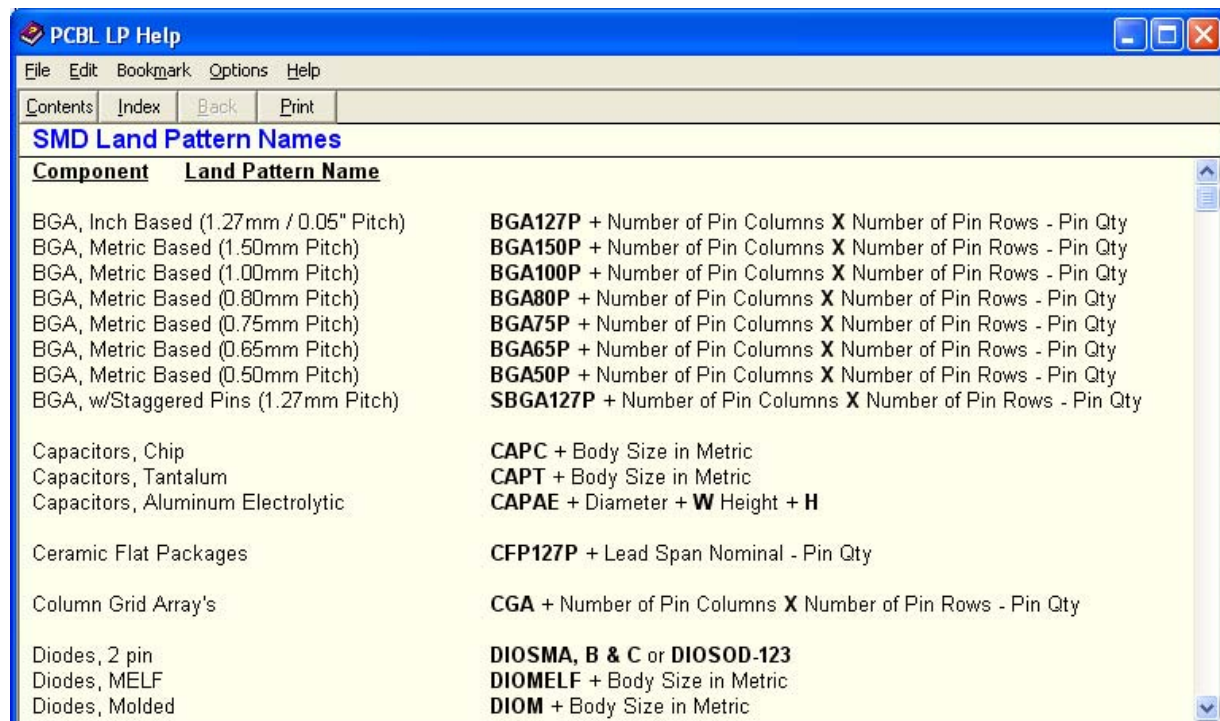 PCBL LP Help
File Edit Bookmark Options Help
Contents Index Back Print
SMD Land Pattern Names
Component Land Pattern Name
BGA, Inch Based (1.27mm / 0.05" Pitch) BGA127P + Number of Pin Columns X Number of Pin Rows - Pin Qty
BGA, Metric Based (1.50mm Pitch) BGA150P + Number of Pin Columns X Number of Pin Rows - Pin Qty
BGA, Metric Based (1.00mm Pitch) BGA100P + Number of Pin Columns X Number of Pin Rows - Pin Qty
BGA, Metric Based (0.80mm Pitch) BGA80P + Number of Pin Columns X Number of Pin Rows - Pin Qty
BGA, Metric Based (0.75mm Pitch) BGA75P + Number of Pin Columns X Number of Pin Rows - Pin Qty
BGA, Metric Based (0.65mm Pitch) BGA65P + Number of Pin Columns X Number of Pin Rows - Pin Qty
BGA, Metric Based (0.50mm Pitch) BGA50P + Number of Pin Columns X Number of Pin Rows - Pin Qty
BGA, w/Staggered Pins (1.27mm Pitch) SBGA127P + Number of Pin Columns X Number of Pin Rows - Pin Qty
Capacitors, Chip CAPC + Body Size in Metric
Capacitors, Tantalum CAPT + Body Size in Metric
Capacitors, Aluminum Electrolytic CAPAE + Diameter + W Height + H
Ceramic Flat Packages CFP127P + Lead Span Nominal - Pin Qty
Column Grid Array's CGA + Number of Pin Columns X Number of Pin Rows - Pin Qty
Diodes, 2 pin DIOSMA, B & C or DIOSOD-123
Diodes, MELF DIOMELF + Body Size in Metric
Diodes, Molded DIOM + Body Size in Metric